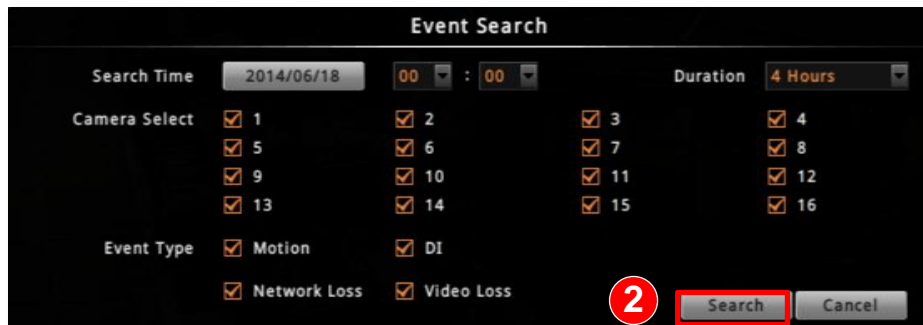 Event Search
Search Time 2014/06/18 00 : 00 Duration 4 Hours
Camera Select 1 2 3 4
5 6 7 8
9 10 11 12
13 14 15 16
Event Type Motion DI
Network Loss Video Loss
2 Search Cancel